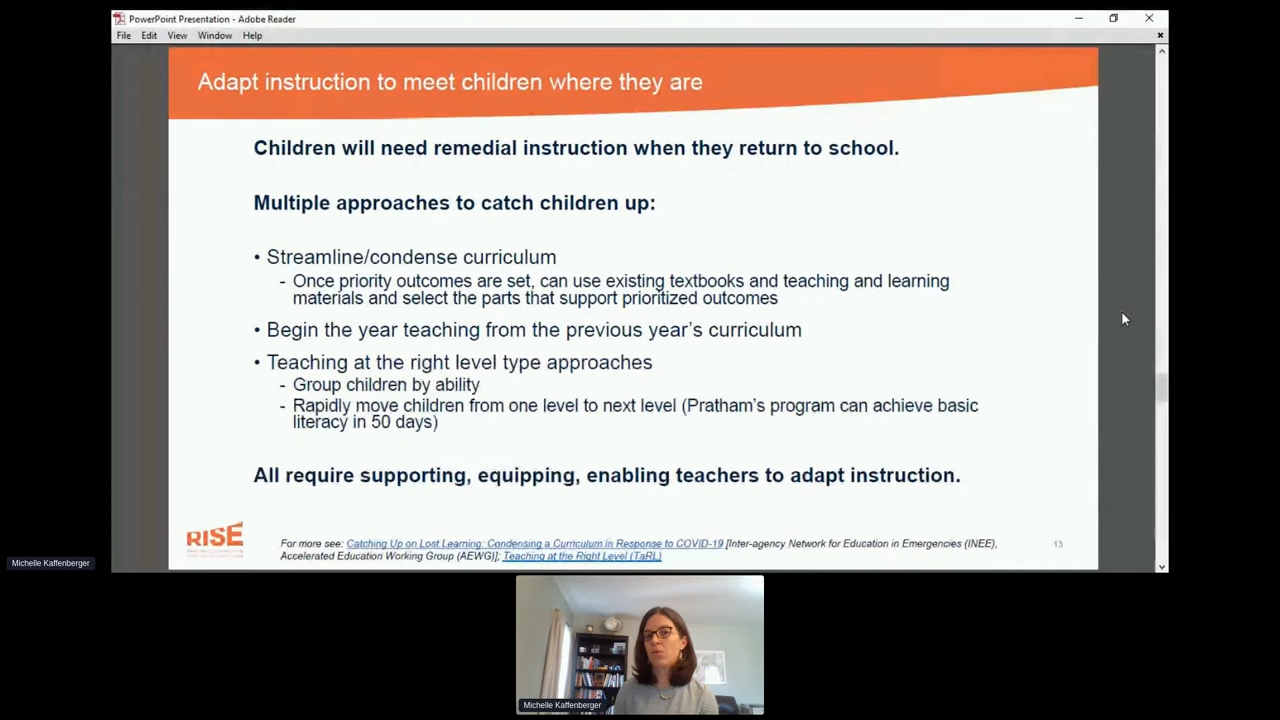 PowerPoint Presentation - Adobe Reader
File Edit View Window Help
Adapt instruction to meet children where they are
Children will need remedial instruction when they return to school.
Multiple approaches to catch children up:
• Streamline/condense curriculum
- Once priority outcomes are set, can use existing textbooks and teaching and learning
materials and select the parts that support prioritized outcomes
• Begin the year teaching from the previous year's curriculum
• Teaching at the right level type approaches
- Group children by ability
- Rapidly move children from one level to next level (Pratham's program can achieve basic
literacy in 50 days)
All require supporting, equipping, enabling teachers to adapt instruction.
RISE
For more see: Catching Up on Lost Learning: Condensing a Curriculum in Response to COVID-19 [Inter-agency Network for Education in Emergencies (INEE),
Accelerated Education Working Group (AEWG)]; Teaching at the Right Level (TaRL)
13
Michelle Kaffenberger
Michelle Kaffenberger